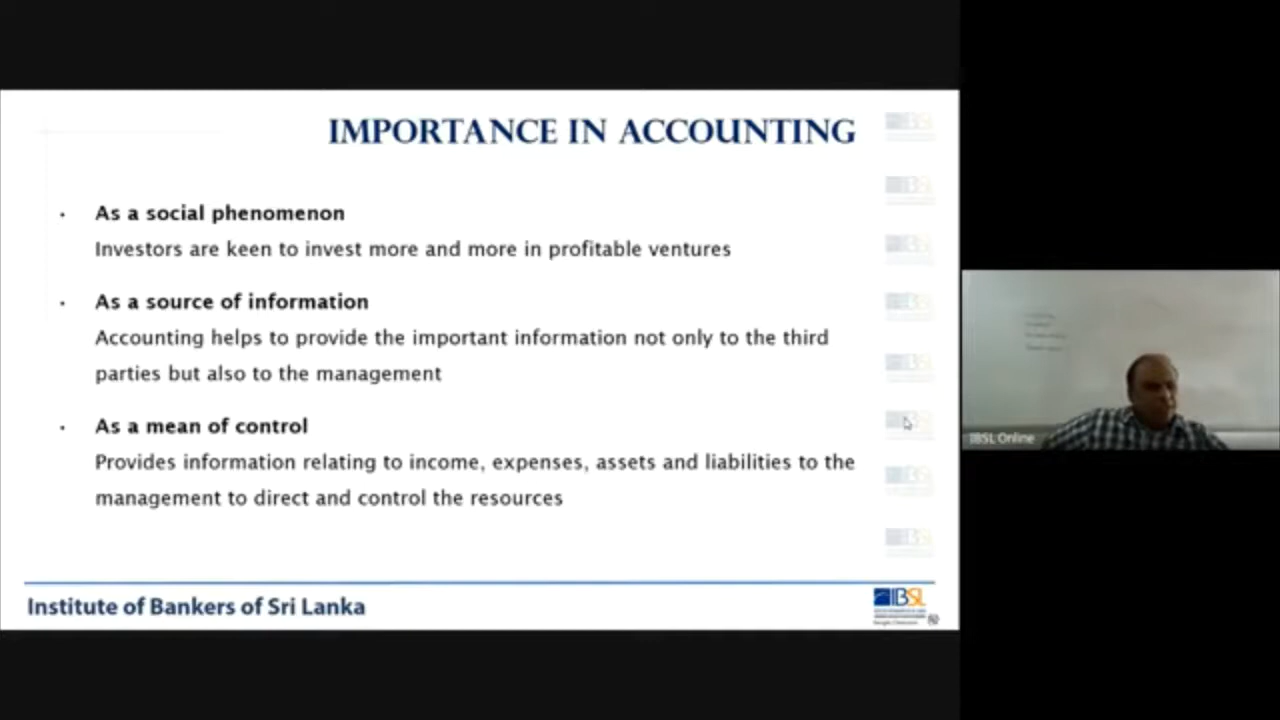 IMPORTANCE IN ACCOUNTING
• As a social phenomenon
Investors are keen to invest more and more in profitable ventures
• As a source of information
Accounting helps to provide the important information not only to the third
parties but also to the management
• As a mean of control
Provides information relating to income, expenses, assets and liabilities to the
management to direct and control the resources
Institute of Bankers of Sri Lanka
IBSL
IBSL Online